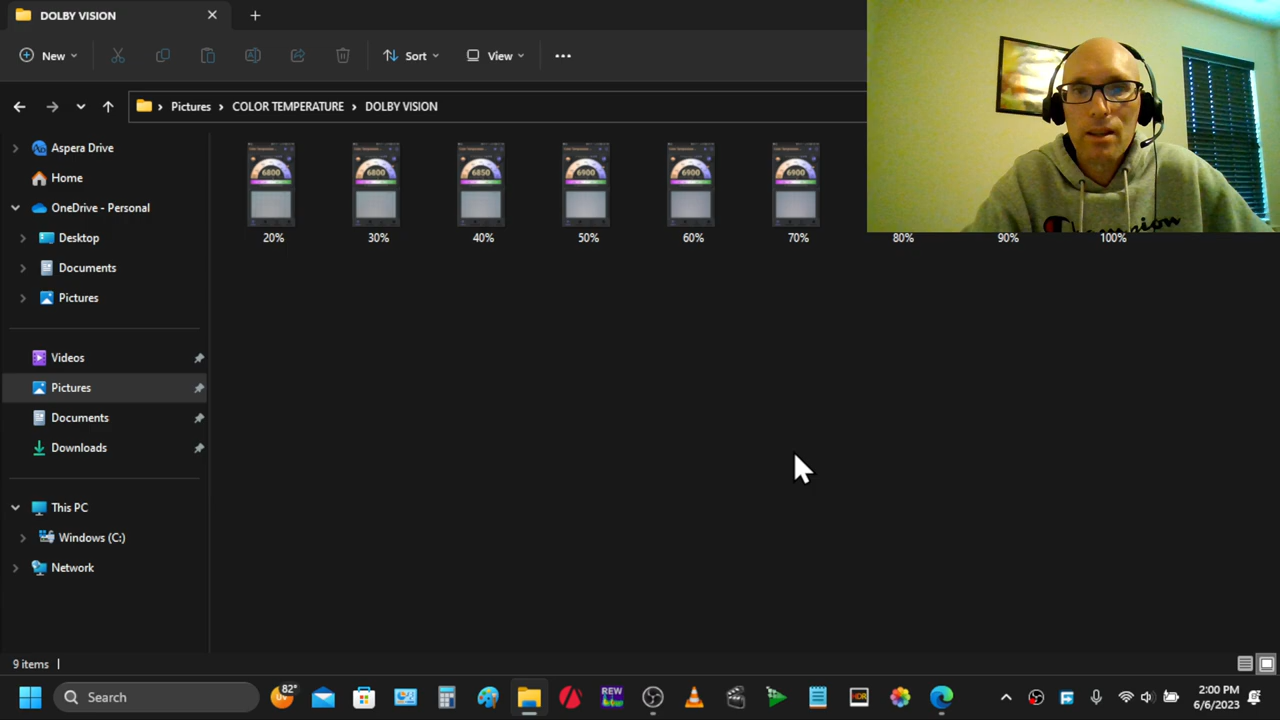 DOLBY VISION
New
Sort
View
Pictures
COLOR TEMPERATURE
DOLBY VISION
Aspera Drive
Home
OneDrive - Personal
Desktop
Documents
Pictures
Videos
Pictures
Documents
Downloads
This PC
Windows (C:)
Network
6800
6800
6850
6900
6900
6900
20%
30%
40%
50%
60%
70%
80%
90%
100%
Champion
9 items
Search
82°
REW
HDR
2:00 PM
6/6/2023